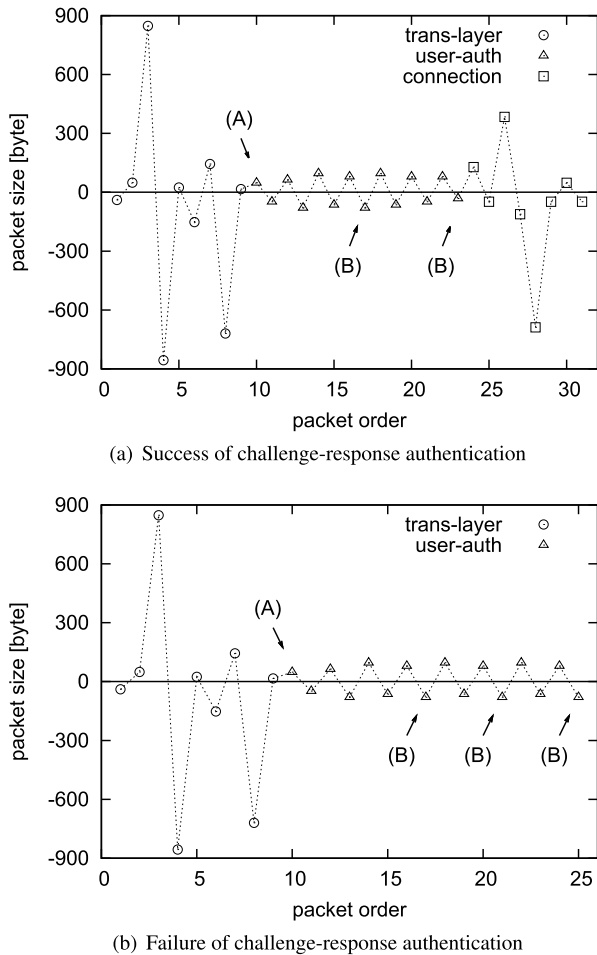 900
600
300
0
-300
-600
-900
packet size [byte]
trans-layer
user-auth
connection
(A)
(B) (B)
0 5 10 15 20 25 30
packet order
(a) Success of challenge-response authentication
900
600
300
0
-300
-600
-900
packet size [byte]
trans-layer
user-auth
(A)
(B) (B) (B)
0 5 10 15 20 25
packet order
(b) Failure of challenge-response authentication